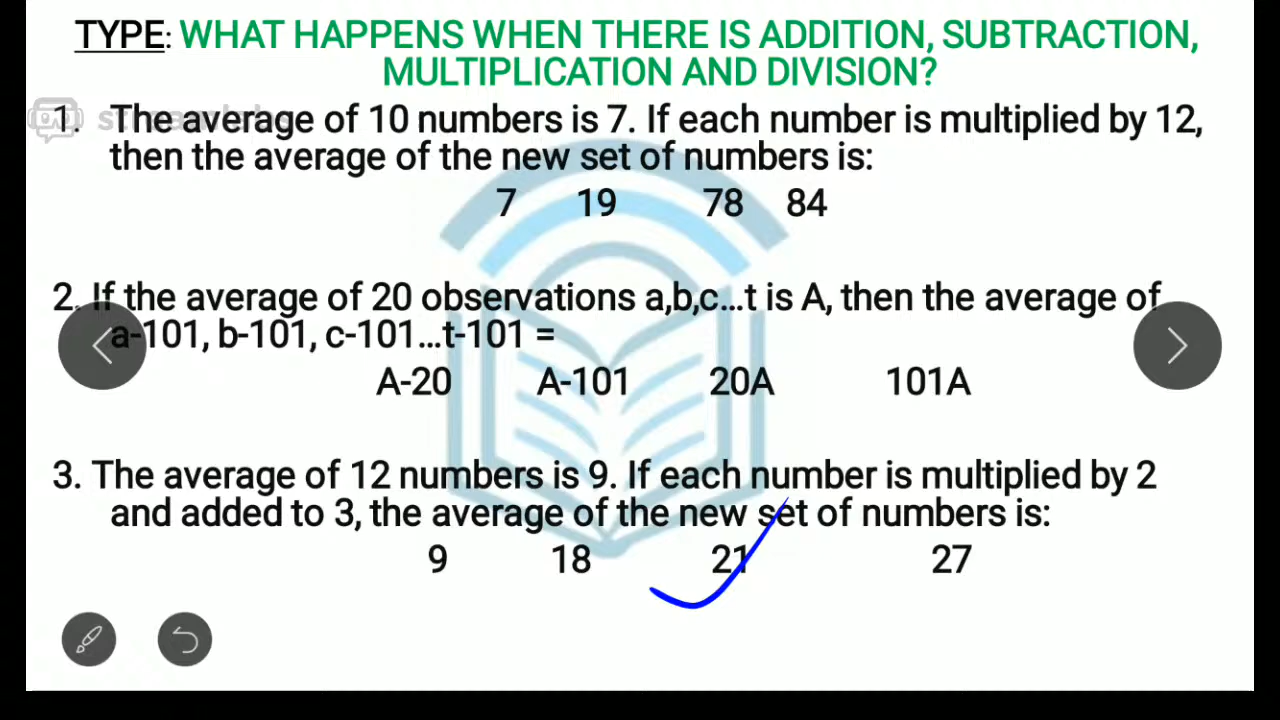 TYPE: WHAT HAPPENS WHEN THERE IS ADDITION, SUBTRACTION,
MULTIPLICATION AND DIVISION?
1. The average of 10 numbers is 7. If each number is multiplied by 12,
then the average of the new set of numbers is:
7 19 78 84
2. If the average of 20 observations a,b,c...t is A, then the average of
a-101, b-101, c-101...t-101 =
A-20 A-101 20A 101A
3. The average of 12 numbers is 9. If each number is multiplied by 2
and added to 3, the average of the new set of numbers is:
9 18 21 27